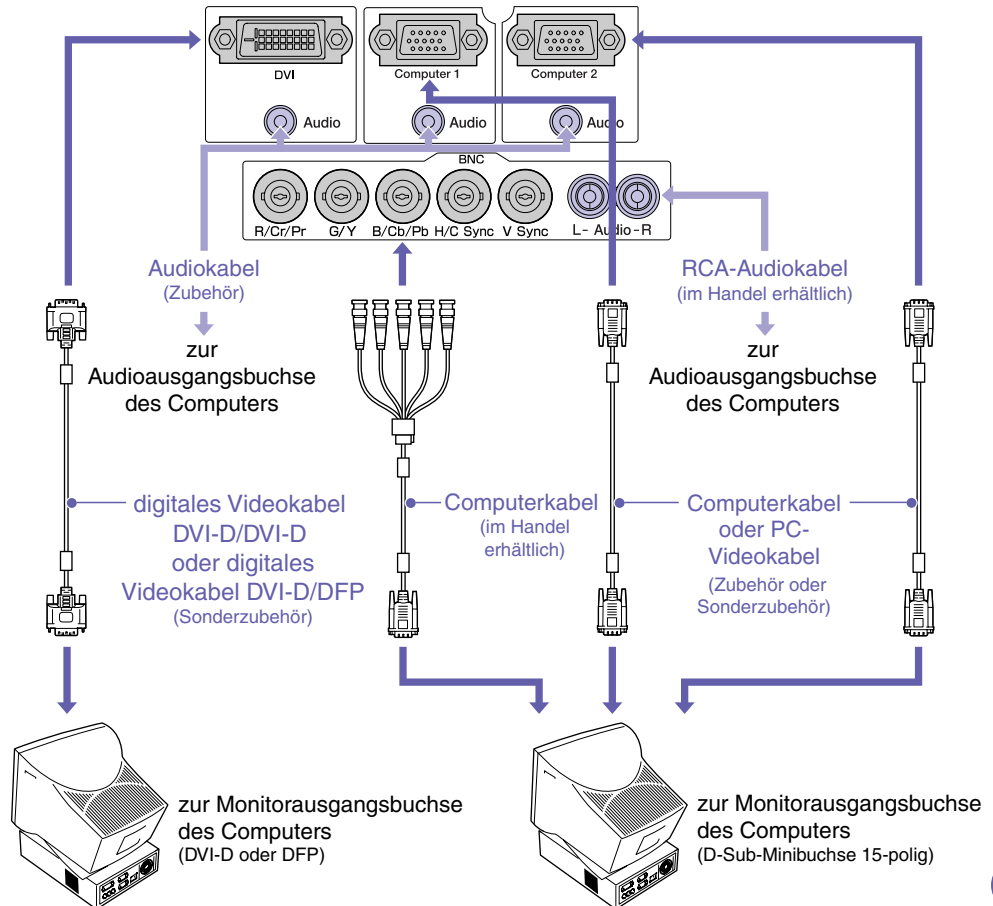 DVI
Computer 1
Computer 2
Audio
Audio
Audio
BNC
R/Cr/Pr
G/Y
B/Cb/Pb
H/C Sync
V Sync
L- Audio-R
Audiokabel
(Zubehör)
zur
Audioausgangsbuchse
des Computers
RCA-Audiokabel
(im Handel erhältlich)
zur
Audioausgangsbuchse
des Computers
digitales Videokabel
DVI-D/DVI-D
oder digitales
Videokabel DVI-D/DFP
(Sonderzubehör)
Computerkabel
(im Handel
erhältlich)
Computerkabel
oder PC-
Videokabel
(Zubehör oder
Sonderzubehör)
zur Monitorausgangsbuchse
des Computers
(DVI-D oder DFP)
zur Monitorausgangsbuchse
des Computers
(D-Sub-Minibuchse 15-polig)